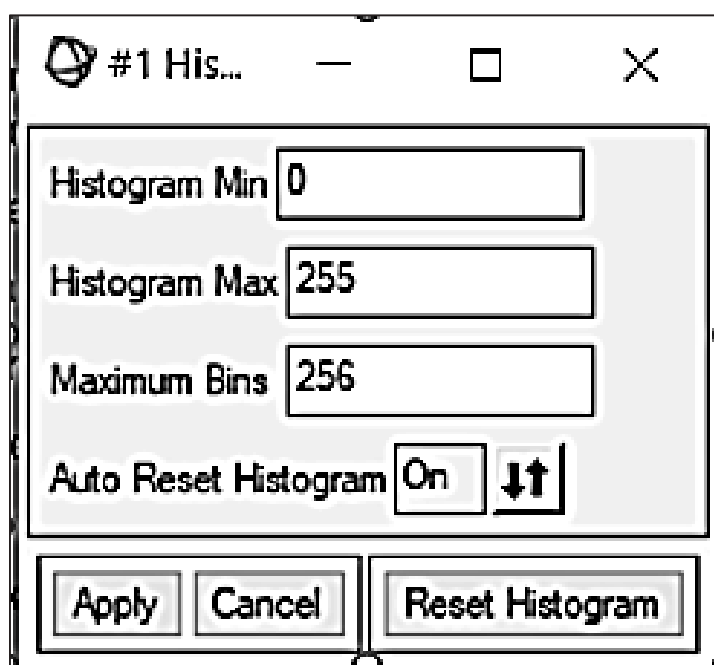 #1 His...
Histogram Min 0
Histogram Max 255
Maximum Bins 256
Auto Reset Histogram On
Apply Cancel Reset Histogram